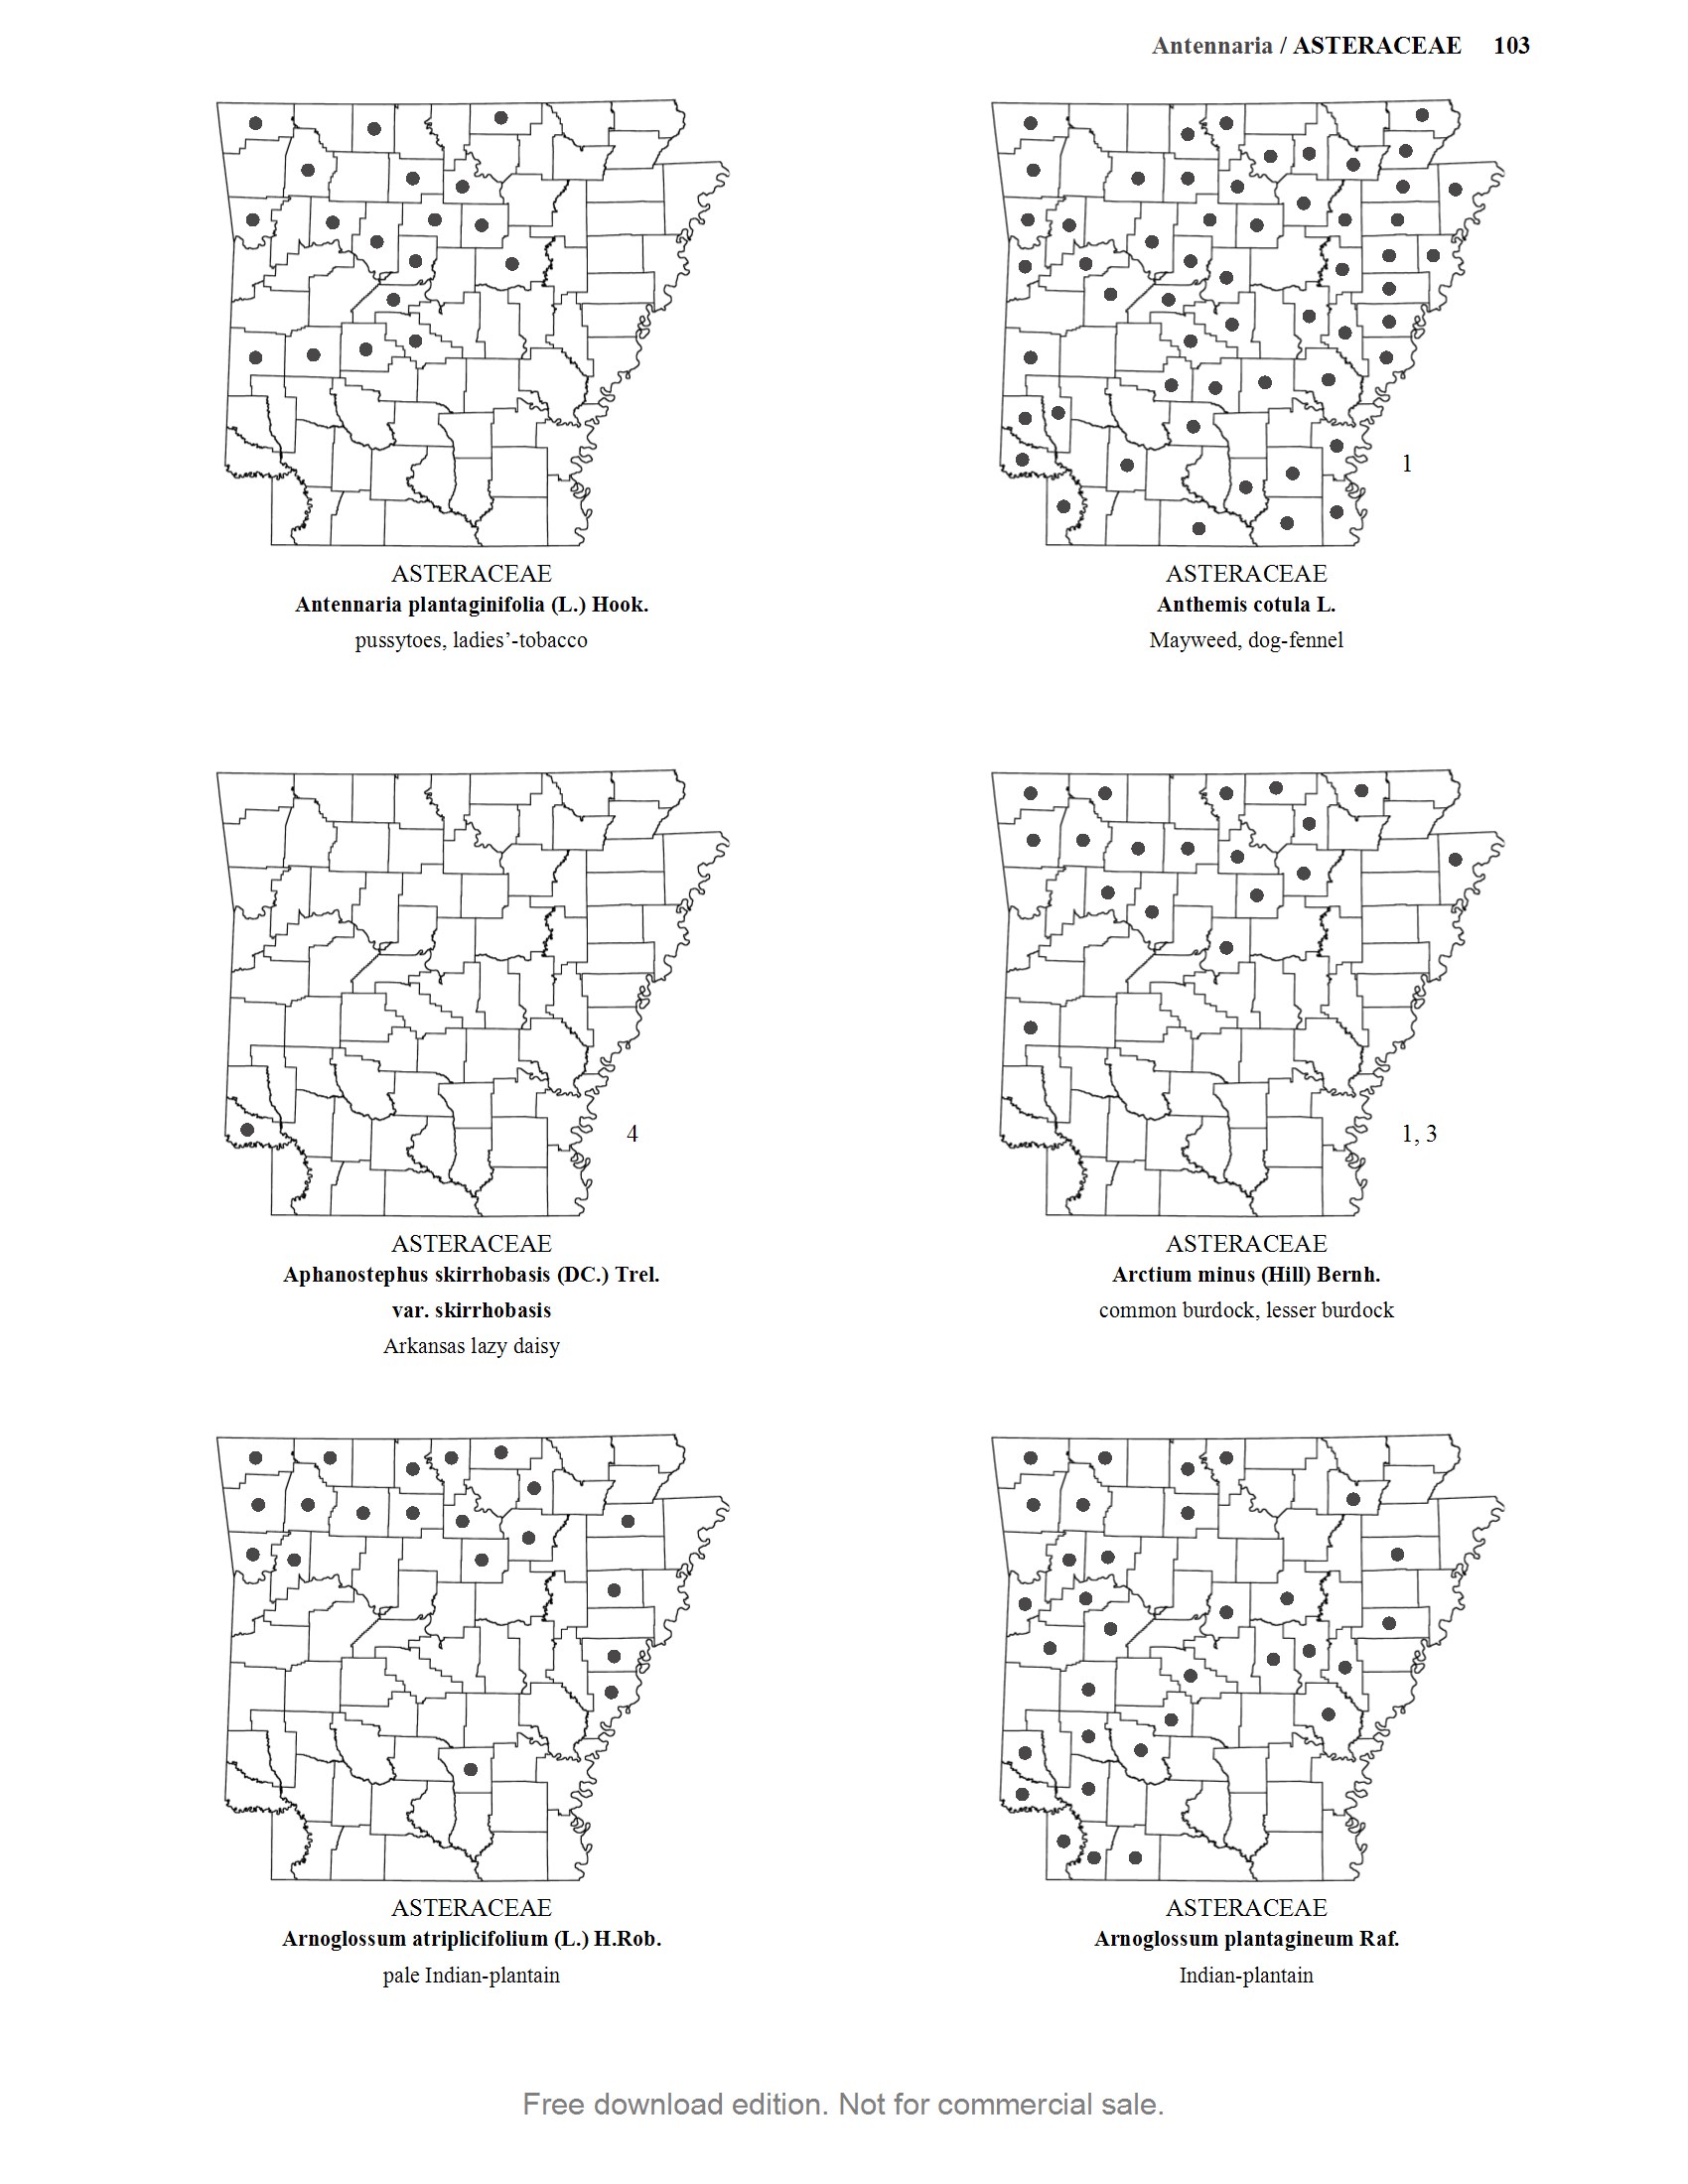 Antennaria / ASTERACEAE 103
ASTERACEAE
Antennaria plantaginifolia (L.) Hook.
pussytoes, ladies’-tobacco
1
ASTERACEAE
Anthemis cotula L.
Mayweed, dog-fennel
4
ASTERACEAE
Aphanostephus skirrhobasis (DC.) Trel.
var. skirrhobasis
Arkansas lazy daisy
1, 3
ASTERACEAE
Arctium minus (Hill) Bernh.
common burdock, lesser burdock
ASTERACEAE
Arnoglossum atriplicifolium (L.) H.Rob.
pale Indian-plantain
ASTERACEAE
Arnoglossum plantagineum Raf.
Indian-plantain
Free download edition. Not for commercial sale.